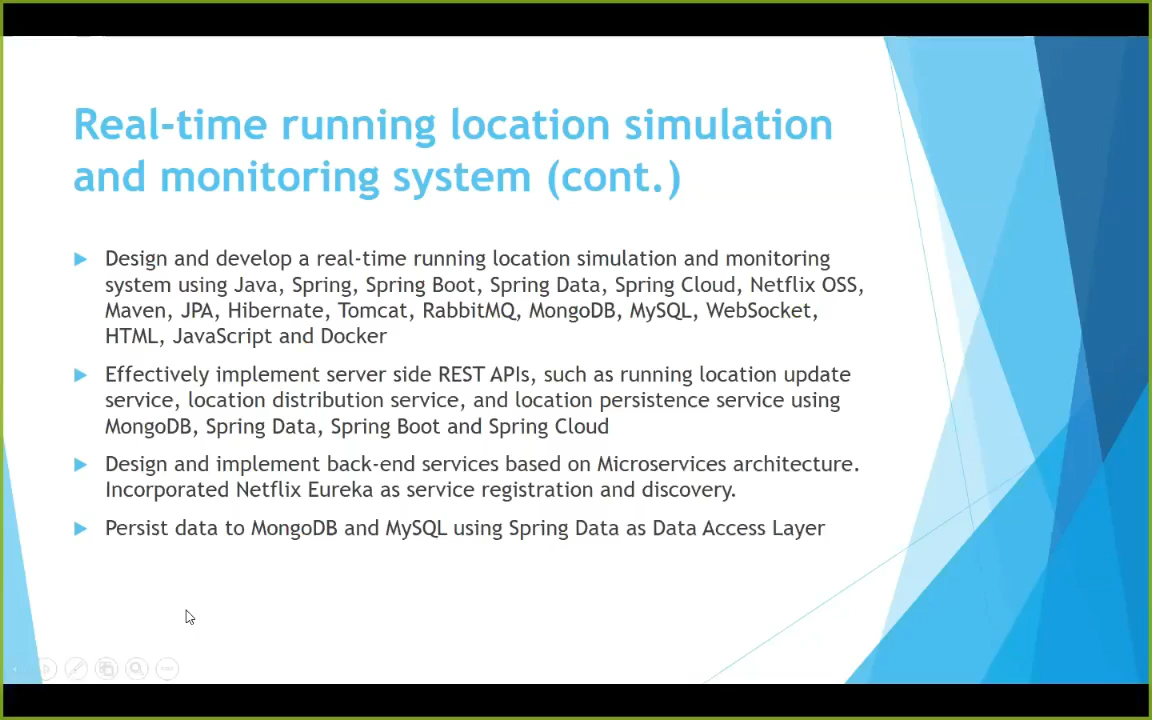 Real-time running location simulation
and monitoring system (cont.)
Design and develop a real-time running location simulation and monitoring
system using Java, Spring, Spring Boot, Spring Data, Spring Cloud, Netflix OSS,
Maven, JPA, Hibernate, Tomcat, RabbitMQ, MongoDB, MySQL, WebSocket,
HTML, JavaScript and Docker
Effectively implement server side REST APIs, such as running location update
service, location distribution service, and location persistence service using
MongoDB, Spring Data, Spring Boot and Spring Cloud
Design and implement back-end services based on Microservices architecture.
Incorporated Netflix Eureka as service registration and discovery.
Persist data to MongoDB and MySQL using Spring Data as Data Access Layer